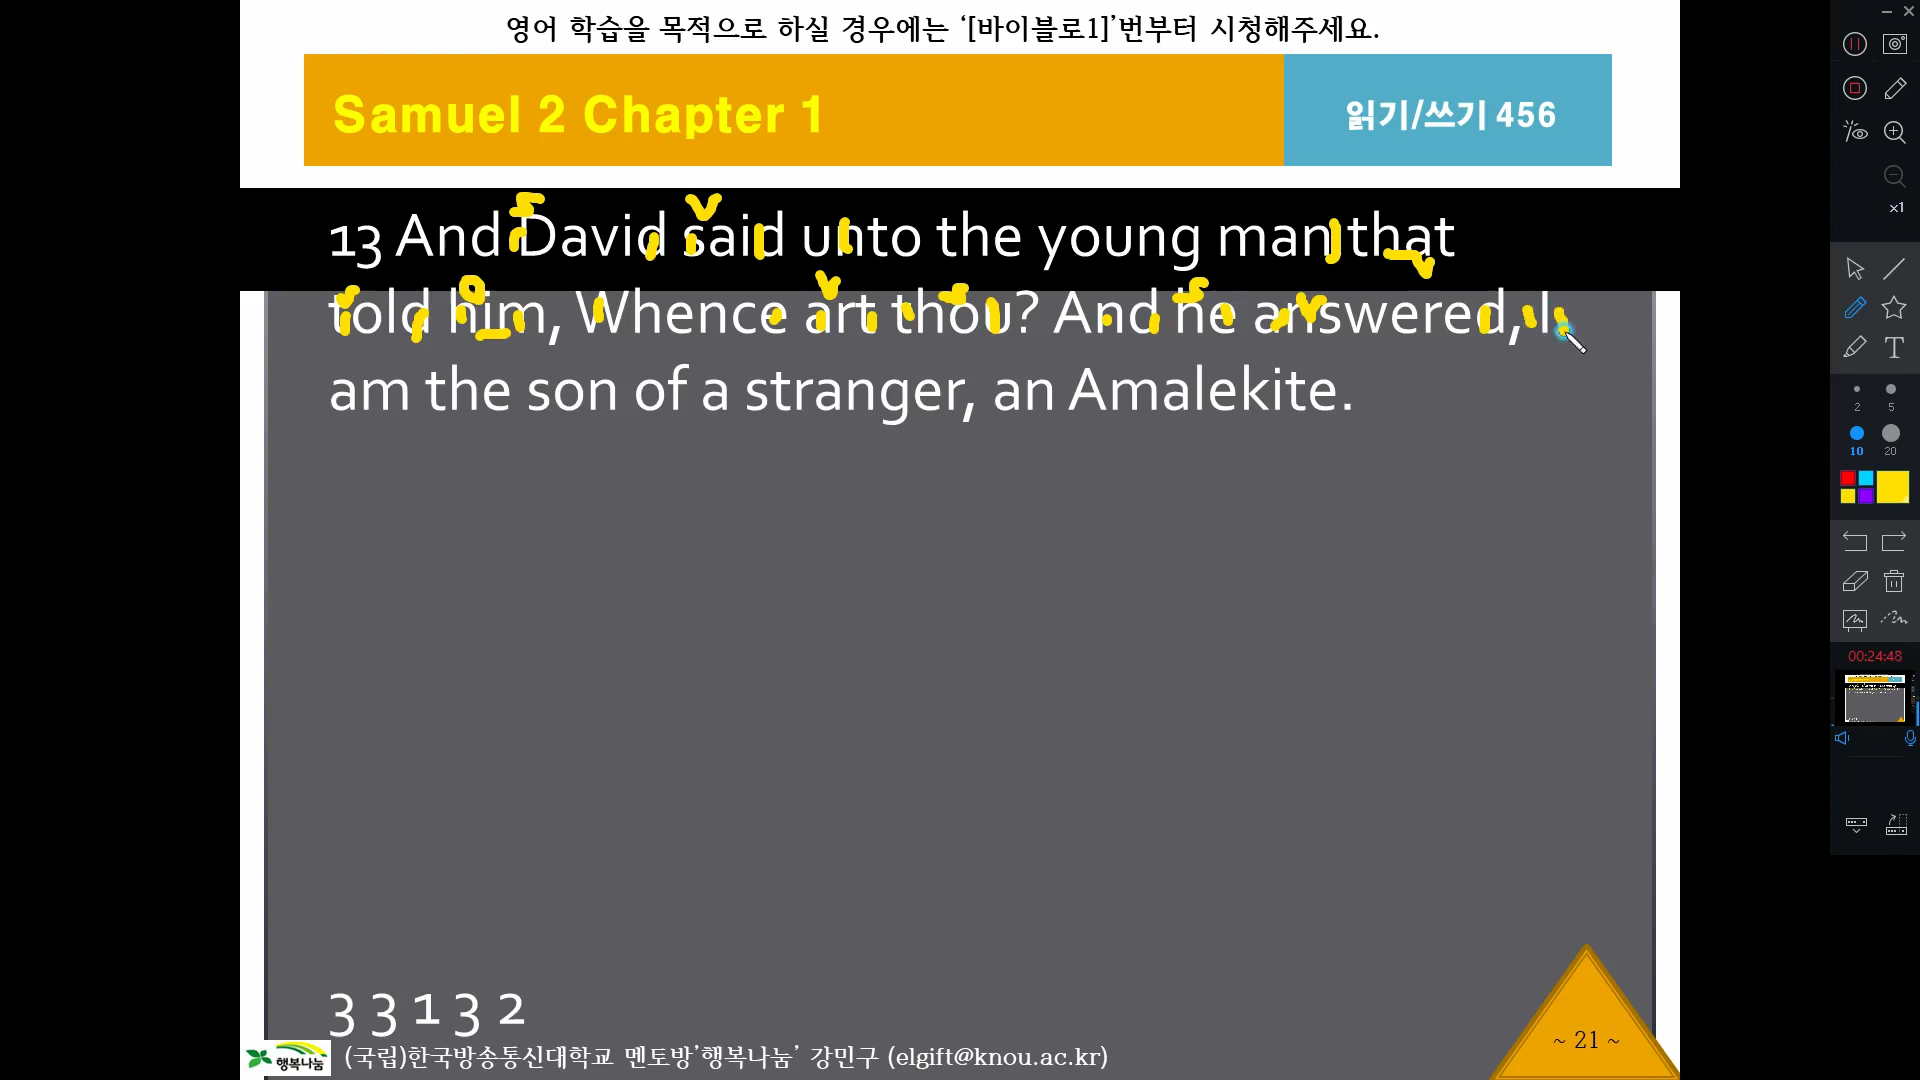 영어 학습을 목적으로 하실 경우에는 ‘[바이블로1]’번부터 시청해주세요.
Samuel 2 Chapter 1
읽기/쓰기 456
13 And David said unto the young man that
told him, Whence art thou? And he answered, I
am the son of a stranger, an Amalekite.
3 3 1 3 2
~ 21 ~
행복나눔
(국립)한국방송통신대학교 멘토방’행복나눔’ 강민구 (elgift@knou.ac.kr)
x1
2 5
10 20
00:24:48